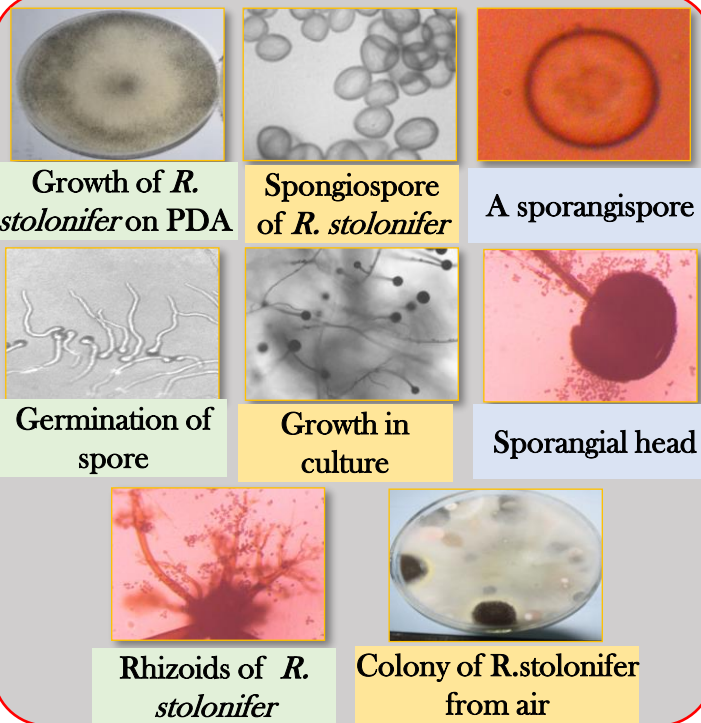 Growth of R.
stolonifer on PDA
Spongiospore
of R. stolonifer
A sporangispore
Germination of
spore
Growth in
culture
Sporangial head
Rhizoids of R.
stolonifer
Colony of R.stolonifer
from air